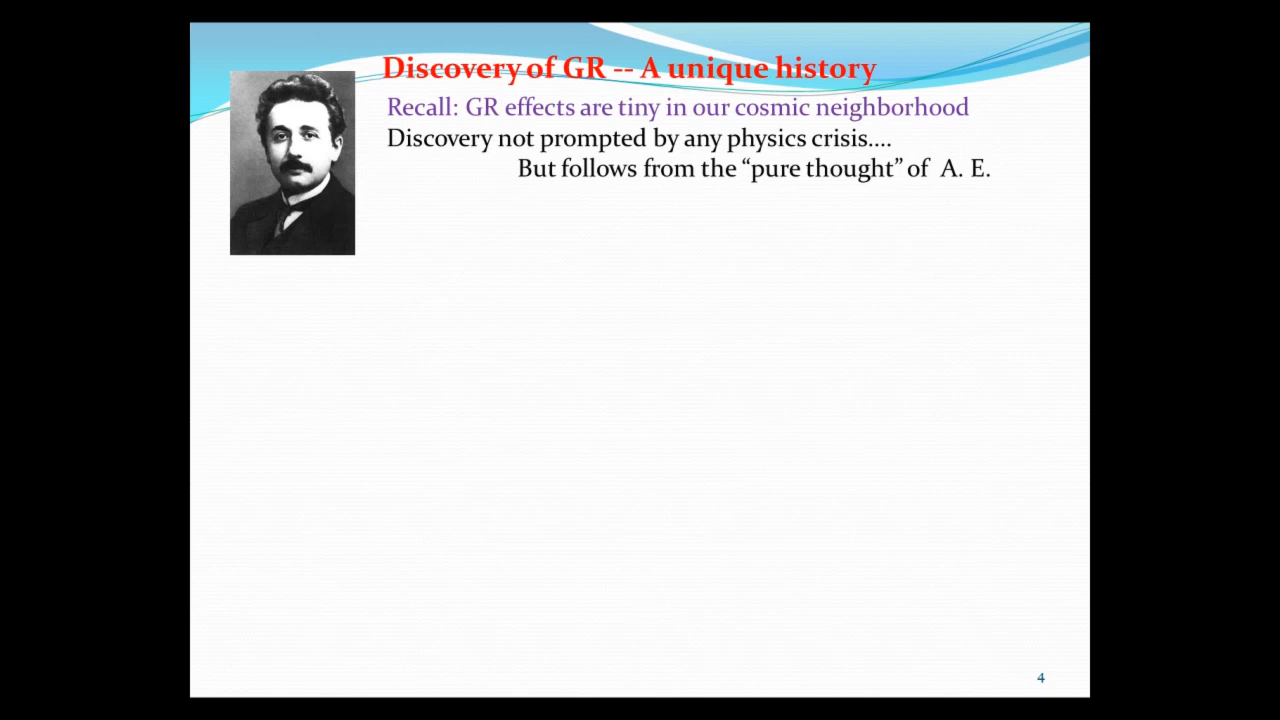 Discovery of GR -- A unique history
Recall: GR effects are tiny in our cosmic neighborhood
Discovery not prompted by any physics crisis....
But follows from the “pure thought” of A. E.
4